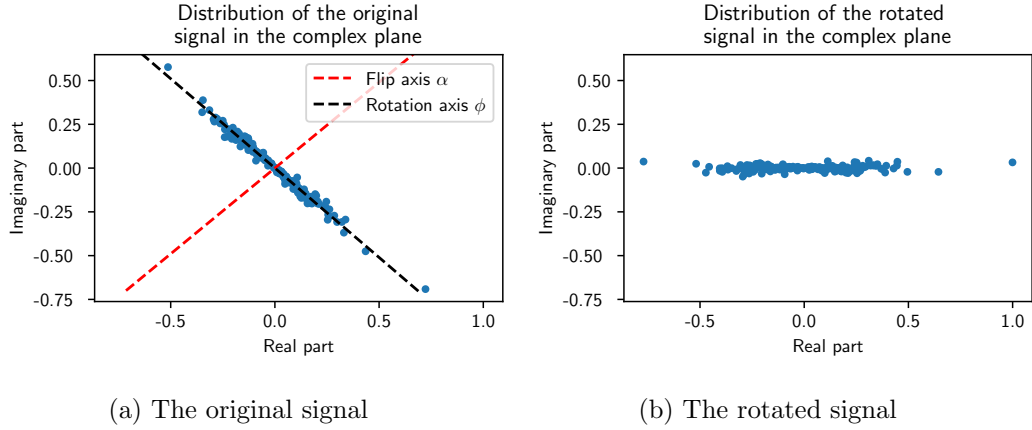 Distribution of the original
signal in the complex plane
Flip axis α
Rotation axis ϕ
Imaginary part
0.50
0.25
0.00
-0.25
-0.50
-0.75
-0.5
0.0
0.5
1.0
Real part
(a) The original signal
Distribution of the rotated
signal in the complex plane
Imaginary part
0.50
0.25
0.00
-0.25
-0.50
-0.75
-0.5
0.0
0.5
1.0
Real part
(b) The rotated signal